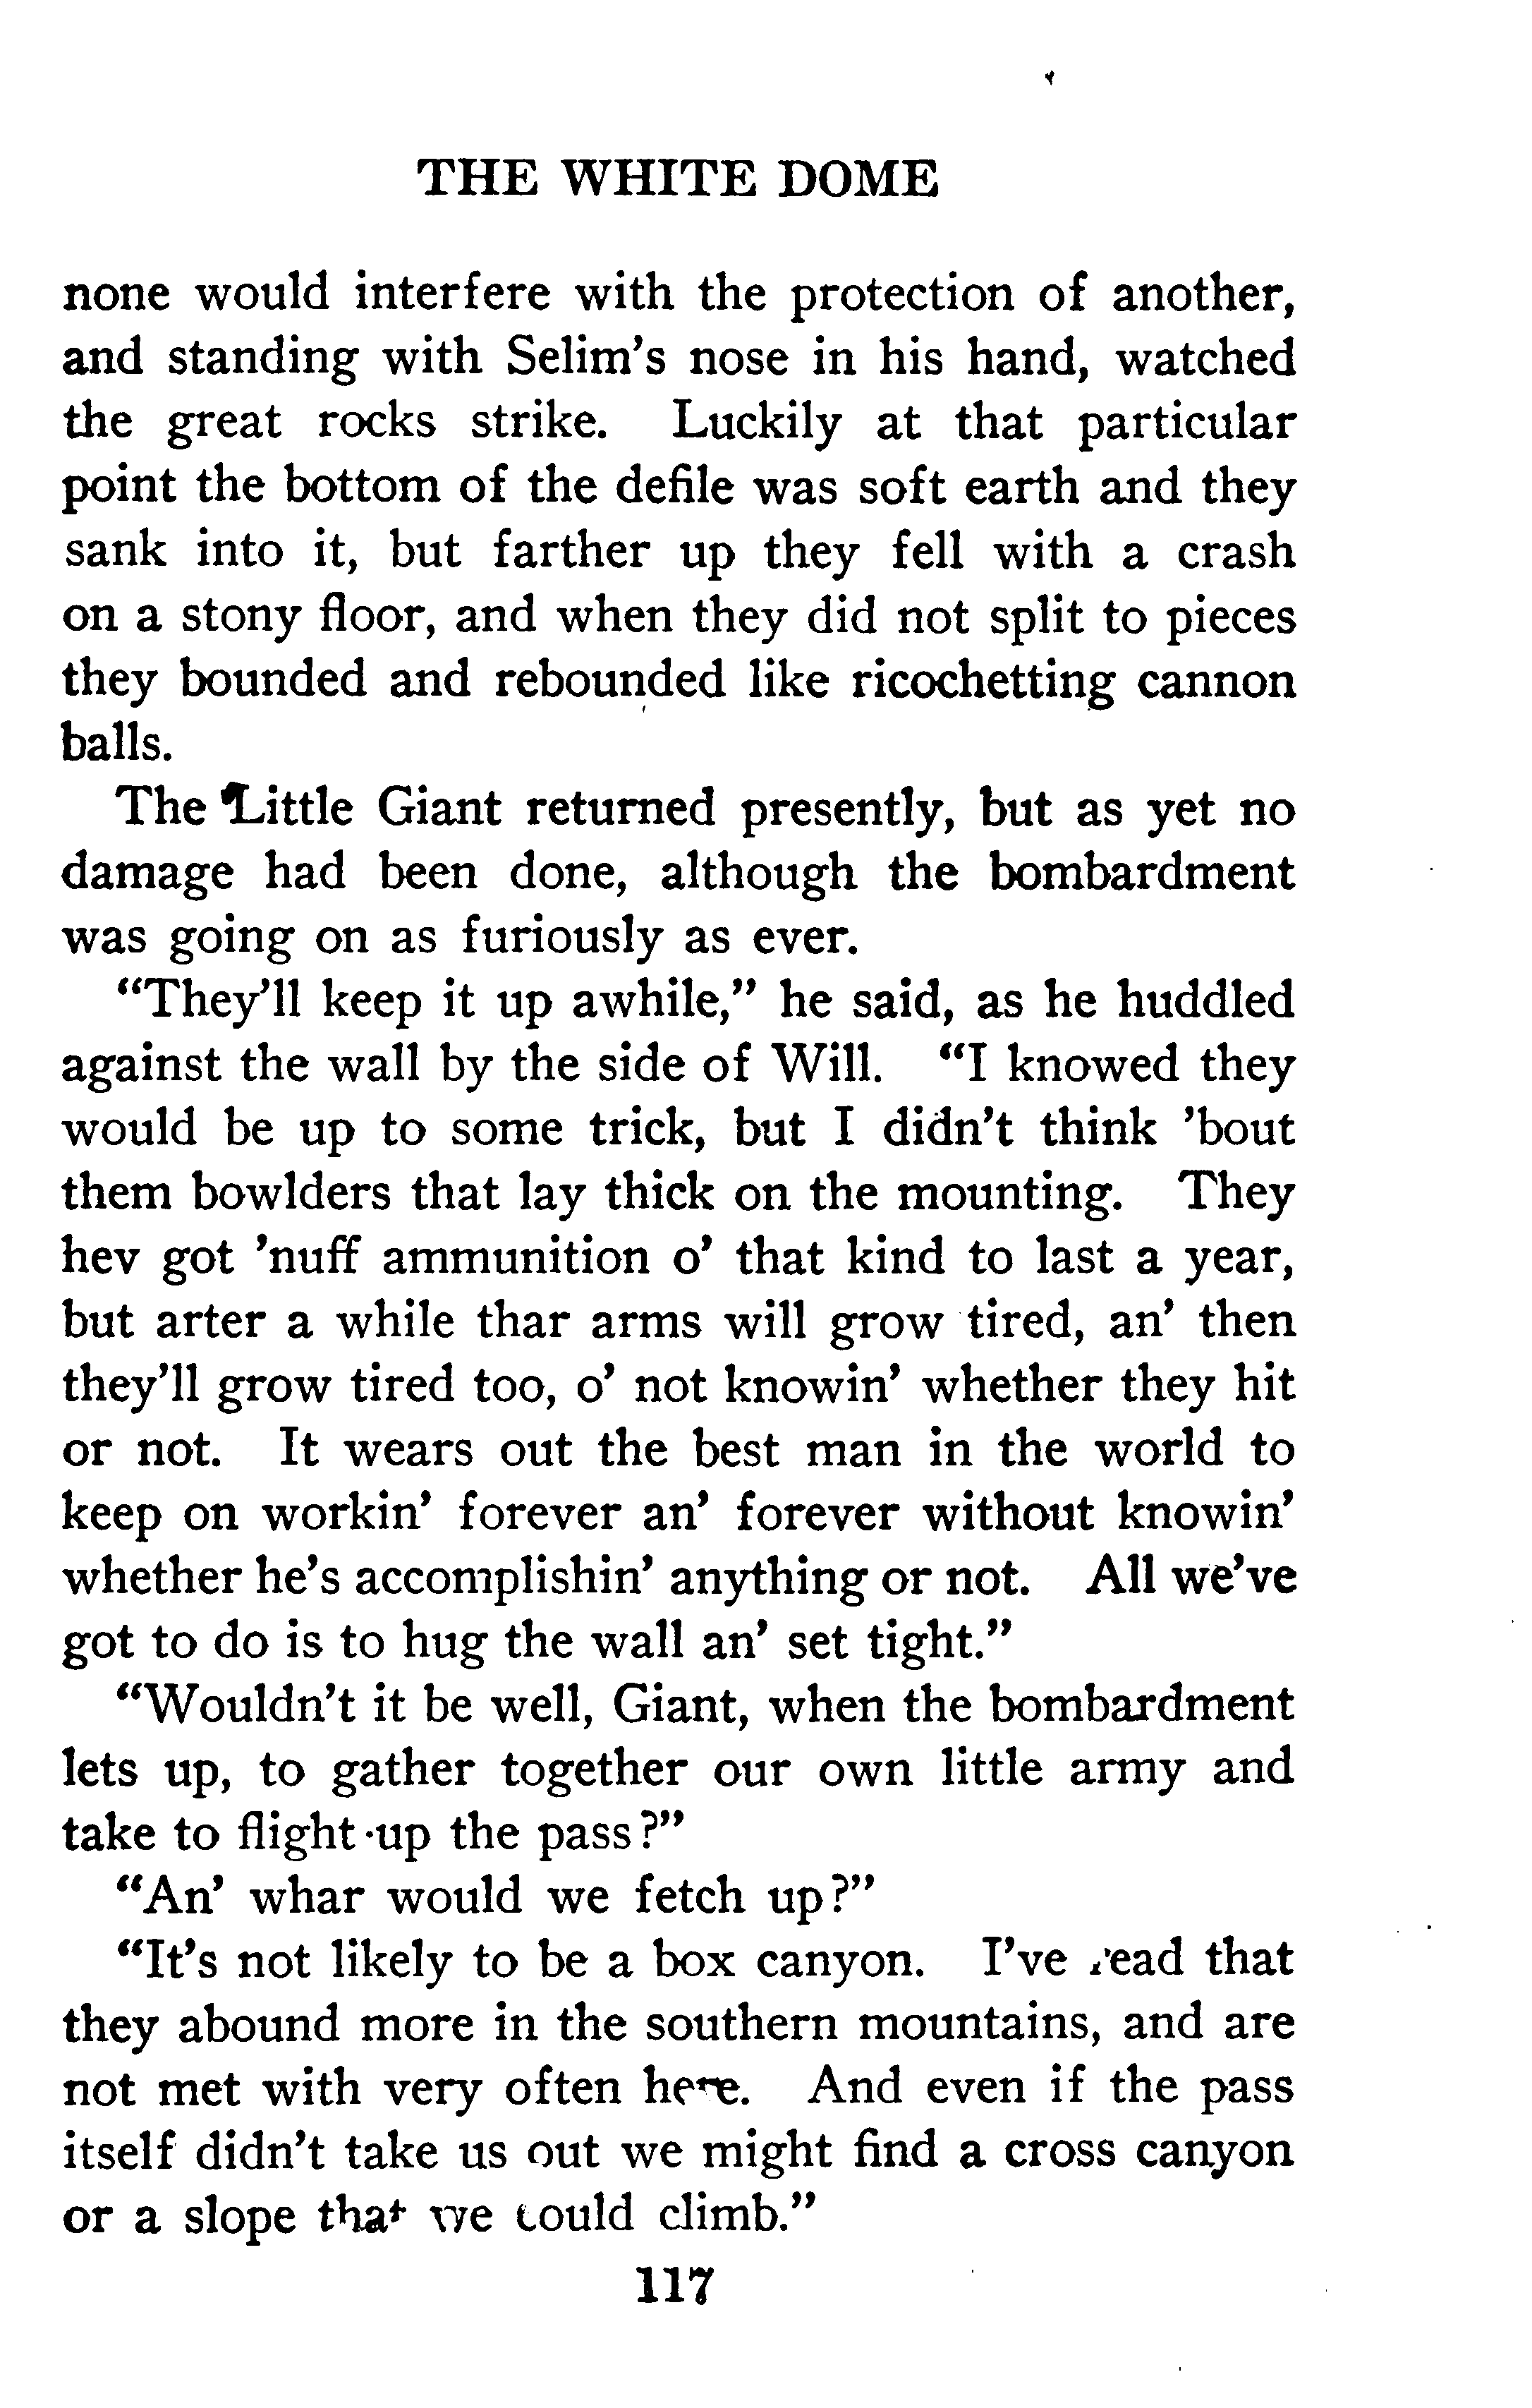 THE WHITE DOME
none would interfere with the protection of another,
and standing with Selim's nose in his hand, watched
the great rocks strike. Luckily at that particular
point the bottom of the defile was soft earth and they
sank into it, but farther up they fell with a crash
on a stony floor, and when they did not split to pieces
they bounded and rebounded like ricochetting cannon
balls.
The Little Giant returned presently, but as yet no
damage had been done, although the bombardment
was going on as furiously as ever.
"They'll keep it up awhile," he said, as he huddled
against the wall by the side of Will. "I knowed they
would be up to some trick, but I didn't think 'bout
them bowlders that lay thick on the mounting. They
hev got 'nuff ammunition o' that kind to last a year,
but arter a while thar arms will grow tired, an' then
they'll grow tired too, o' not knowin' whether they hit
or not. It wears out the best man in the world to
keep on workin' forever an' forever without knowin'
whether he's accomplishin' anything or not. All we've
got to do is to hug the wall an' set tight."
"Wouldn't it be well, Giant, when the bombardment
lets up, to gather together our own little army and
take to flight up the pass?"
"An' whar would we fetch up?"
"It's not likely to be a box canyon. I've read that
they abound more in the southern mountains, and are
not met with very often here. And even if the pass
itself didn't take us out we might find a cross canyon
or a slope that we could climb."
117